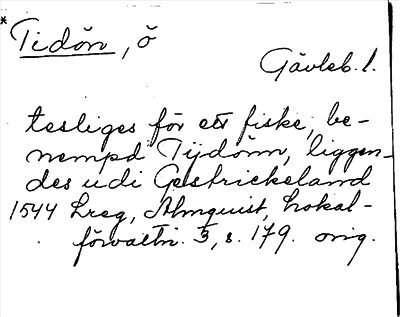 * Tidön, ö
Gävleb. l.
tesliges för ett fiske, be-
nempd Tijdönn, liggen-
des udi Gestrickeland
1544 Lreg, Almquist, Lokal-
förvaltn. 3, s. 179. orig.